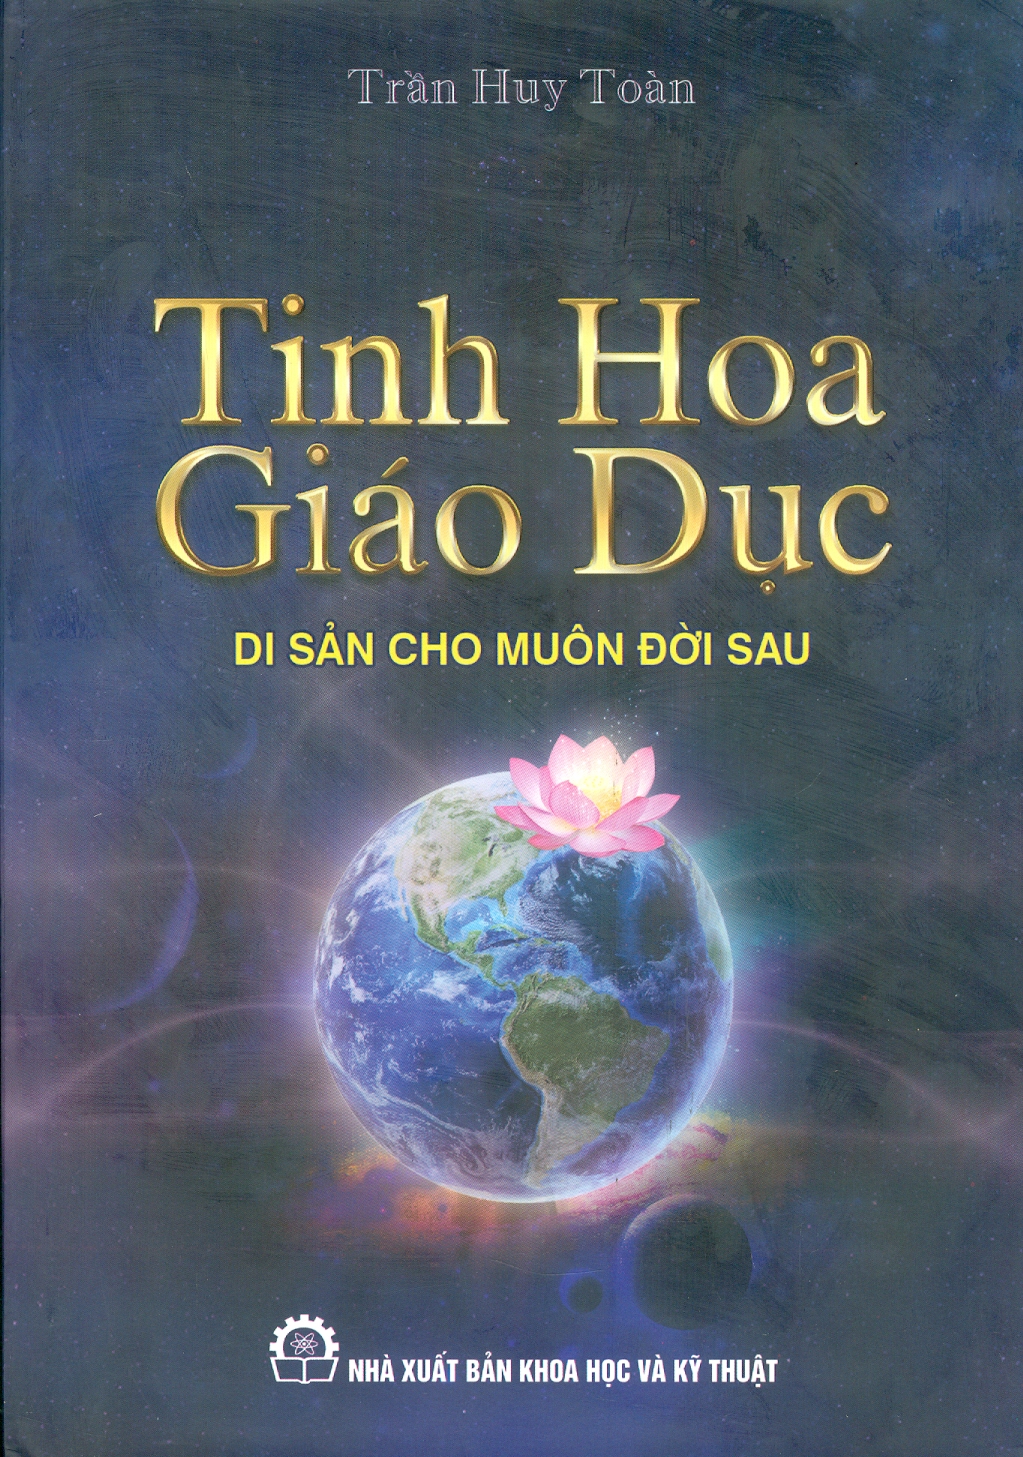 Trần Huy Toàn
Tinh Hoa
Giáo Dục
DI SẢN CHO MUÔN ĐỜI SAU
NHÀ XUẤT BẢN KHOA HỌC VÀ KỸ THUẬT